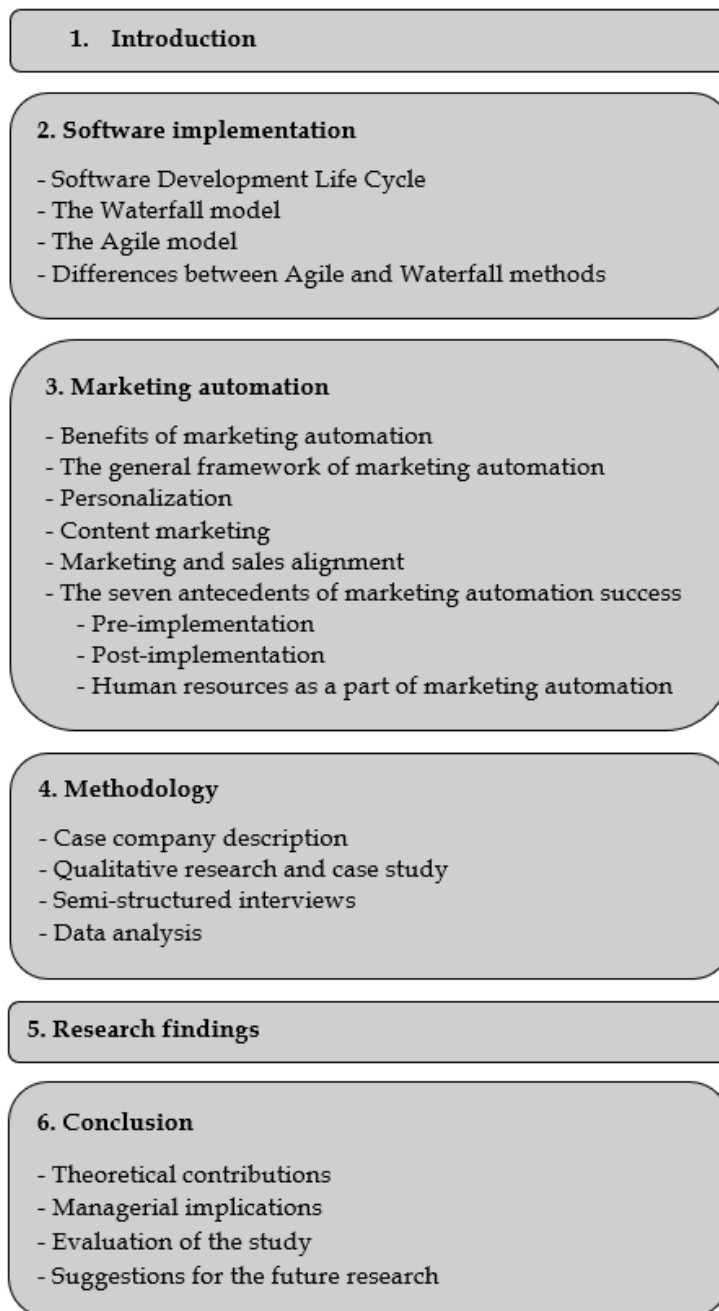 1. Introduction
2. Software implementation
- Software Development Life Cycle
- The Waterfall model
- The Agile model
- Differences between Agile and Waterfall methods
3. Marketing automation
- Benefits of marketing automation
- The general framework of marketing automation
- Personalization
- Content marketing
- Marketing and sales alignment
- The seven antecedents of marketing automation success
- Pre-implementation
- Post-implementation
- Human resources as a part of marketing automation
4. Methodology
- Case company description
- Qualitative research and case study
- Semi-structured interviews
- Data analysis
5. Research findings
6. Conclusion
- Theoretical contributions
- Managerial implications
- Evaluation of the study
- Suggestions for the future research